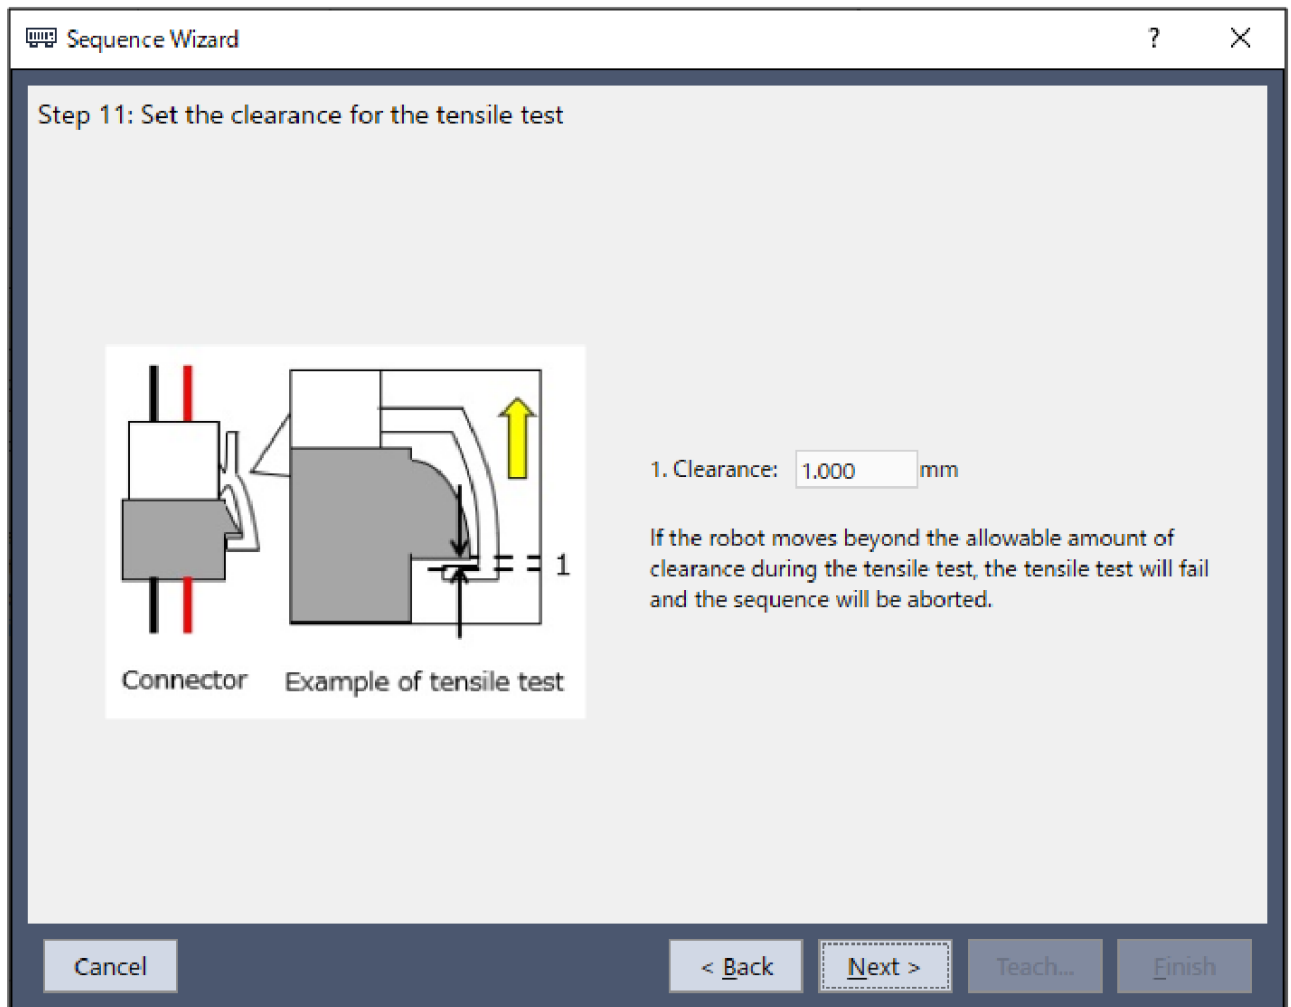 Sequence Wizard
?
Step 11: Set the clearance for the tensile test
1
Connector
Example of tensile test
1. Clearance: 1.000 mm
If the robot moves beyond the allowable amount of
clearance during the tensile test, the tensile test will fail
and the sequence will be aborted.
Cancel
< Back
Next >
Teach...
Finish